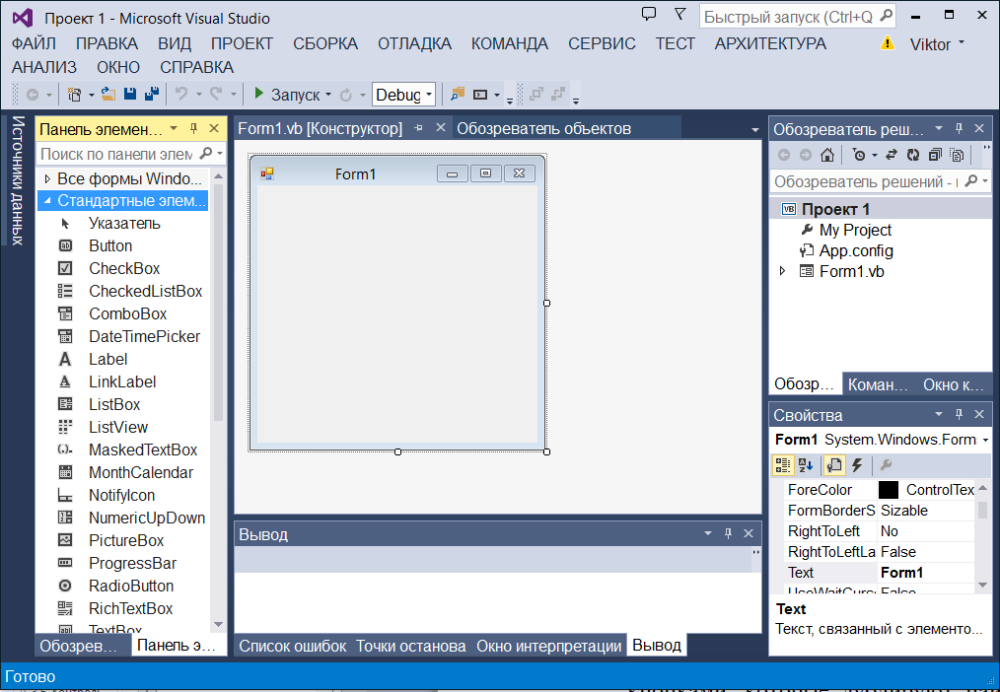 Проект 1 - Microsoft Visual Studio
Быстрый запуск (Ctrl+Q
ФАЙЛ ПРАВКА ВИД ПРОЕКТ СБОРКА ОТЛАДКА КОМАНДА СЕРВИС ТЕСТ АРХИТЕКТУРА
Viktor
АНАЛИЗ ОКНО СПРАВКА
Запуск
Debug
Источники данных
Панель элемен...
Поиск по панели элем
Все формы Windo...
Стандартные элем...
Указатель
Button
CheckBox
CheckedListBox
ComboBox
DateTimePicker
Label
LinkLabel
ListBox
ListView
MaskedTextBox
MonthCalendar
NotifyIcon
NumericUpDown
PictureBox
ProgressBar
RadioButton
RichTextBox
TextBox
Обозрев...
Панель э...
Form1.vb [Конструктор]
Обозреватель объектов
Form1
Вывод
Список ошибок
Точки останова
Окно интерпретации
Вывод
Обозреватель реш...
Обозреватель решений -
VB Проект 1
My Project
App.config
Form1.vb
Обозр...
Коман...
Окно к...
Свойства
Form1 System.Windows.Form
ForeColor ControlTex
FormBorderS Sizable
RightToLeft No
RightToLeftLa False
Text Form1
UseWaitCurs False
Text
Текст, связанный с элементо...
Готово